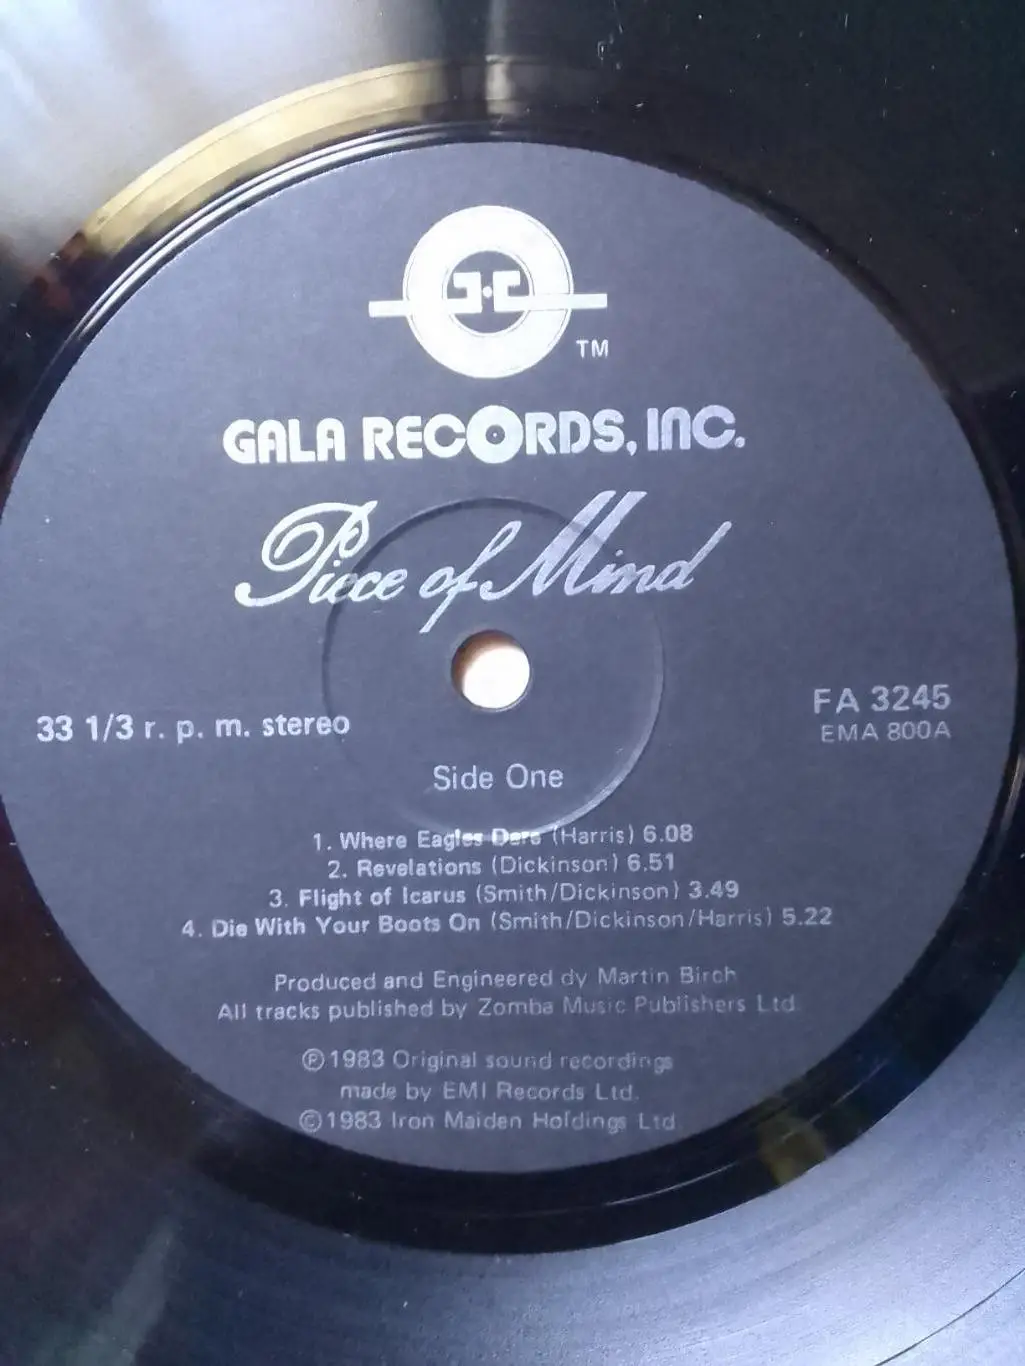 TM
GALA RECORDS, INC.
Piece of Mind
33 1/3 r. p. m. stereo
FA 3245
EMA 800A
Side One
1. Where Eagles Dare (Harris) 6.08
2. Revelations (Dickinson) 6.51
3. Flight of Icarus (Smith/Dickinson) 3.49
4. Die With Your Boots On (Smith/Dickinson/Harris) 5.22
Produced and Engineered dy Martin Birch
All tracks published by Zomba Music Publishers Ltd.
Ⓟ1983 Original sound recordings
made by EMI Records Ltd.
©1983 Iron Maiden Holdings Ltd.